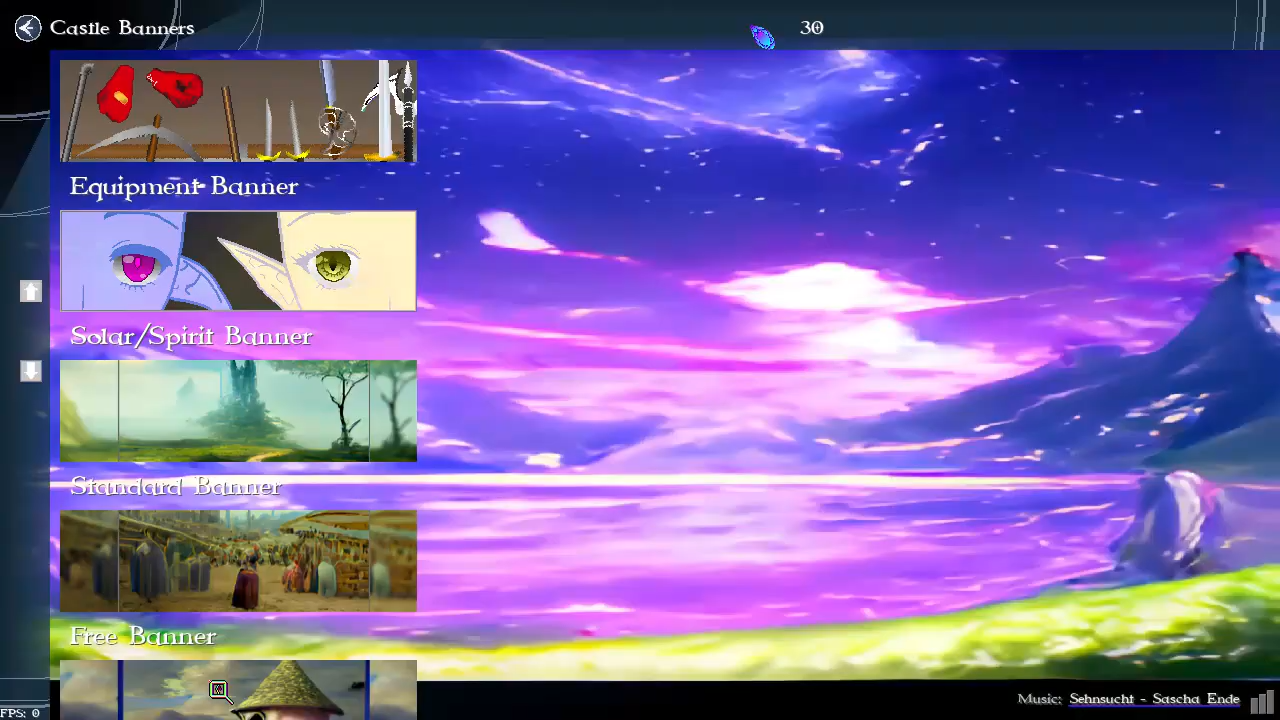 Castle Banners
30
Equipment Banner
Solar/Spirit Banner
Standard Banner
Free Banner
Music: Sehnsucht - Sascha Ende
FPS: 0